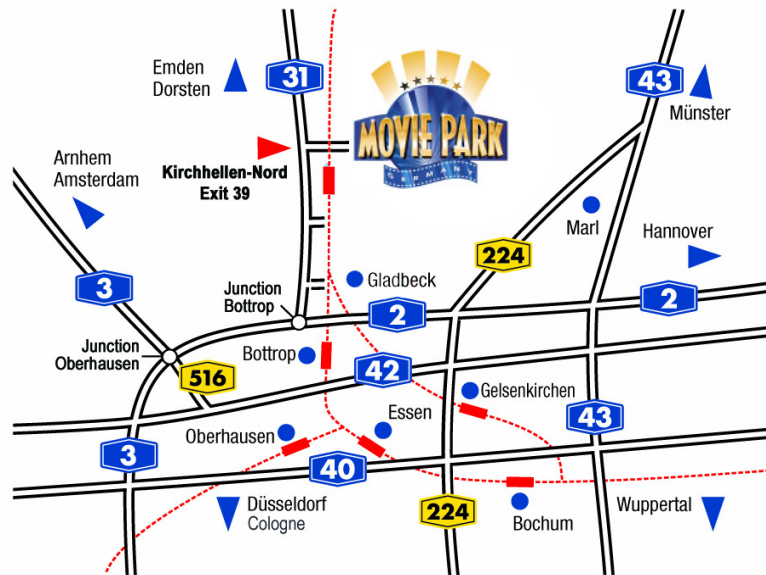 Emden
Dorsten
31
MOVIE PARK
GERMANY
43
Münster
Kirchhellen-Nord
Exit 39
Arnhem
Amsterdam
Marl
Hannover
224
3
Junction
Bottrop
Gladbeck
2
2
Junction
Oberhausen
516
Bottrop
42
Gelsenkirchen
Essen
43
Oberhausen
3
40
Düsseldorf
Cologne
224
Bochum
Wuppertal